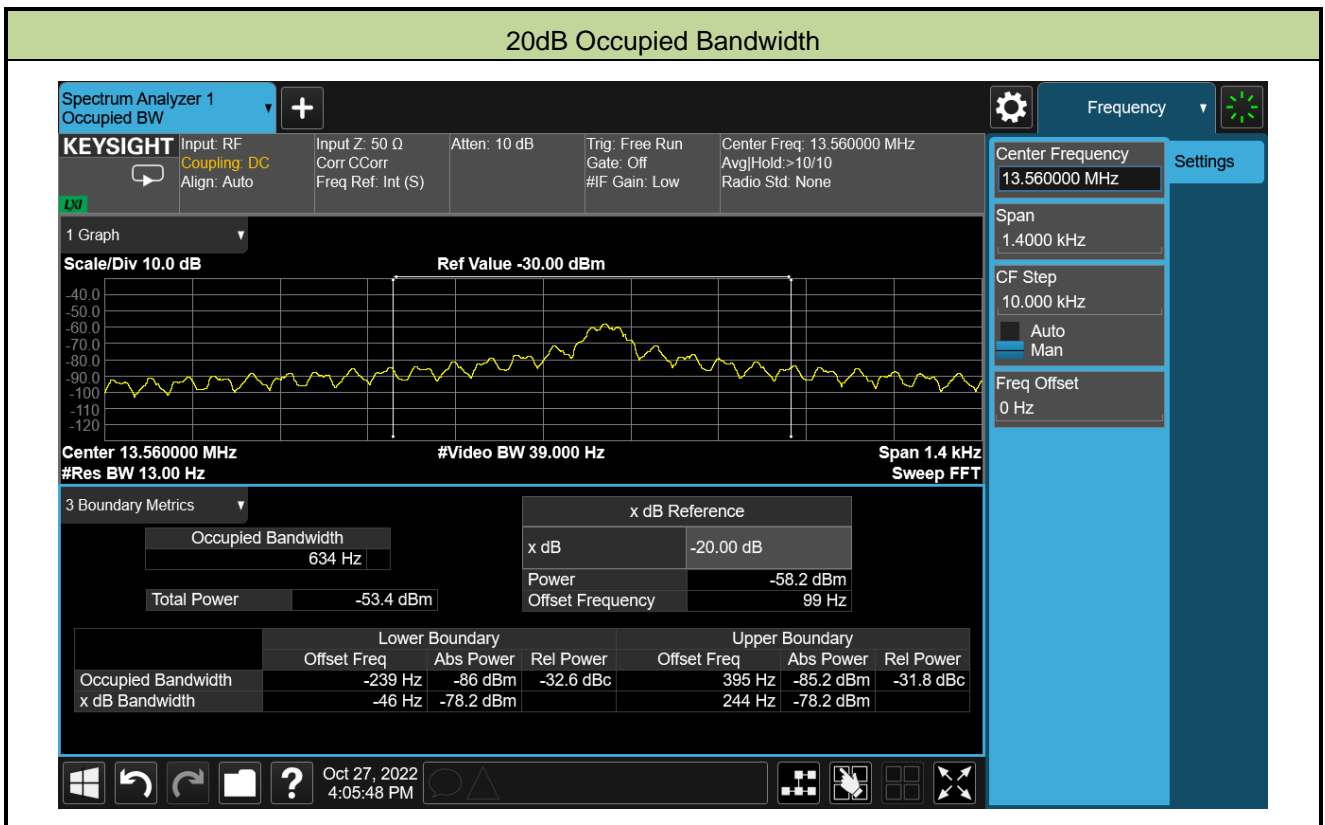 20dB Occupied Bandwidth
Spectrum Analyzer 1
Occupied BW
Frequency
KEYSIGHT
LXI
Input: RF
Coupling: DC
Align: Auto
Input Z: 50 Ω
Corr CCorr
Freq Ref: Int (S)
Atten: 10 dB
Trig: Free Run
Gate: Off
#IF Gain: Low
Center Freq: 13.560000 MHz
Avg|Hold:>10/10
Radio Std: None
Center Frequency
13.560000 MHz
Settings
Span
1.4000 kHz
CF Step
10.000 kHz
Auto
Man
Freq Offset
0 Hz
1 Graph
Scale/Div 10.0 dB
Ref Value -30.00 dBm
-40.0
-50.0
-60.0
-70.0
-80.0
-90.0
-100
-110
-120
Center 13.560000 MHz
#Video BW 39.000 Hz
Span 1.4 kHz
#Res BW 13.00 Hz
Sweep FFT
3 Boundary Metrics
Occupied Bandwidth
634 Hz
Total Power -53.4 dBm
x dB Reference
x dB -20.00 dB
Power -58.2 dBm
Offset Frequency 99 Hz
Lower Boundary Upper Boundary
Offset Freq Abs Power Rel Power Offset Freq Abs Power Rel Power
Occupied Bandwidth -239 Hz -86 dBm -32.6 dBc 395 Hz -85.2 dBm -31.8 dBc
x dB Bandwidth -46 Hz -78.2 dBm 244 Hz -78.2 dBm
?
Oct 27, 2022
4:05:48 PM